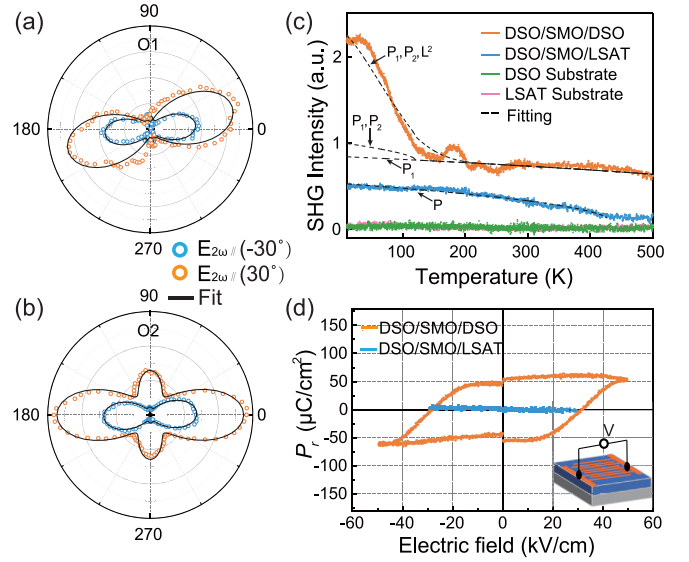 (a)
90
O1
180
0
270
E2ω∥(-30°)
E2ω∥(30°)
Fit
(b)
90
O2
180
0
270
(c)
SHG Intensity (a.u.)
2
1
0
P1, P2, L²
P1, P2
P1
P
DSO/SMO/DSO
DSO/SMO/LSAT
DSO Substrate
LSAT Substrate
Fitting
100
200
300
400
500
Temperature (K)
(d)
Pr (μC/cm²)
150
100
50
0
-50
-100
-150
DSO/SMO/DSO
DSO/SMO/LSAT
V
-60
-40
-20
0
20
40
60
Electric field (kV/cm)